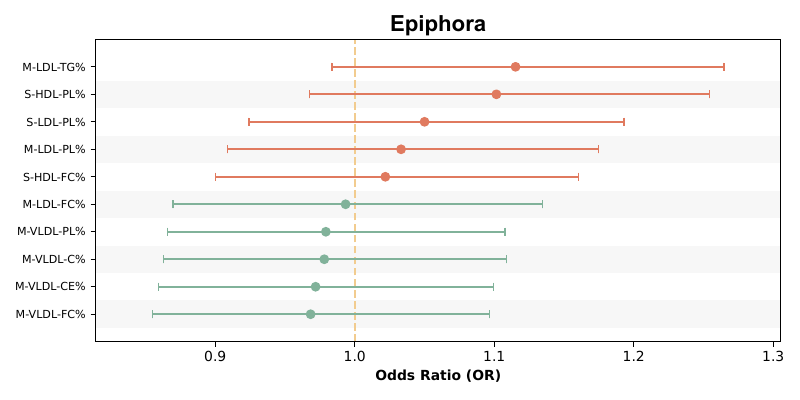 Epiphora
M-LDL-TG%
S-HDL-PL%
S-LDL-PL%
M-LDL-PL%
S-HDL-FC%
M-LDL-FC%
M-VLDL-PL%
M-VLDL-C%
M-VLDL-CE%
M-VLDL-FC%
0.9 1.0 1.1 1.2 1.3
Odds Ratio (OR)